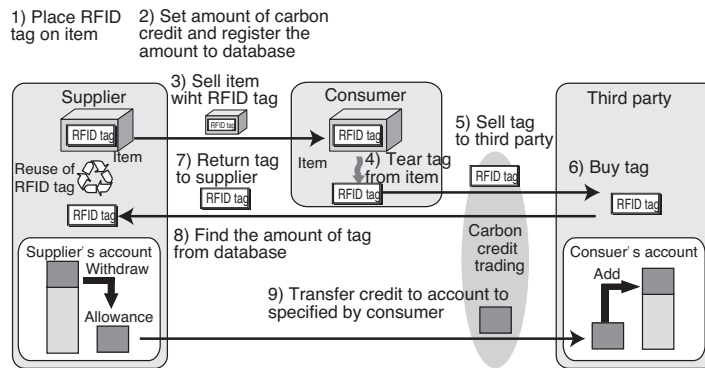 1) Place RFID
tag on item
2) Set amount of carbon
credit and register the
amount to database
Supplier
3) Sell item
wiht RFID tag
RFID tag
Consumer
Third party
RFID tag
Item
RFID tag
Item
4) Tear tag
from item
RFID tag
5) Sell tag
to third party
RFID tag
6) Buy tag
RFID tag
7) Return tag
to supplier
RFID tag
Reuse of
RFID tag
RFID tag
8) Find the amount of tag
from database
Carbon
credit
trading
Supplier's account
Withdraw
Allowance
9) Transfer credit to account to
specified by consumer
Consuer's account
Add